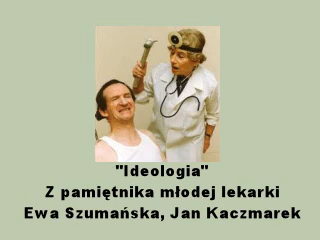 "Ideologia"
Z pamiętnika młodej lekarki
Ewa Szumańska, Jan Kaczmarek